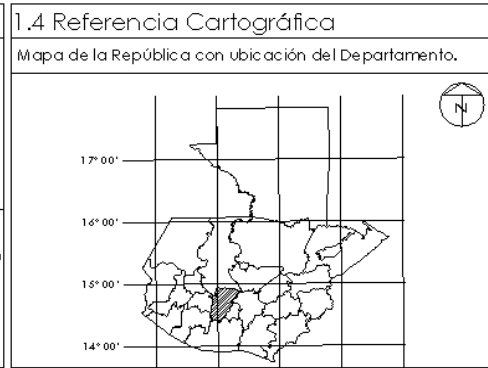 1.4 Referencia Cartográfica
Mapa de la República con ubicación del Departamento.
N
17° 00'
16° 00'
15° 00'
14° 00'